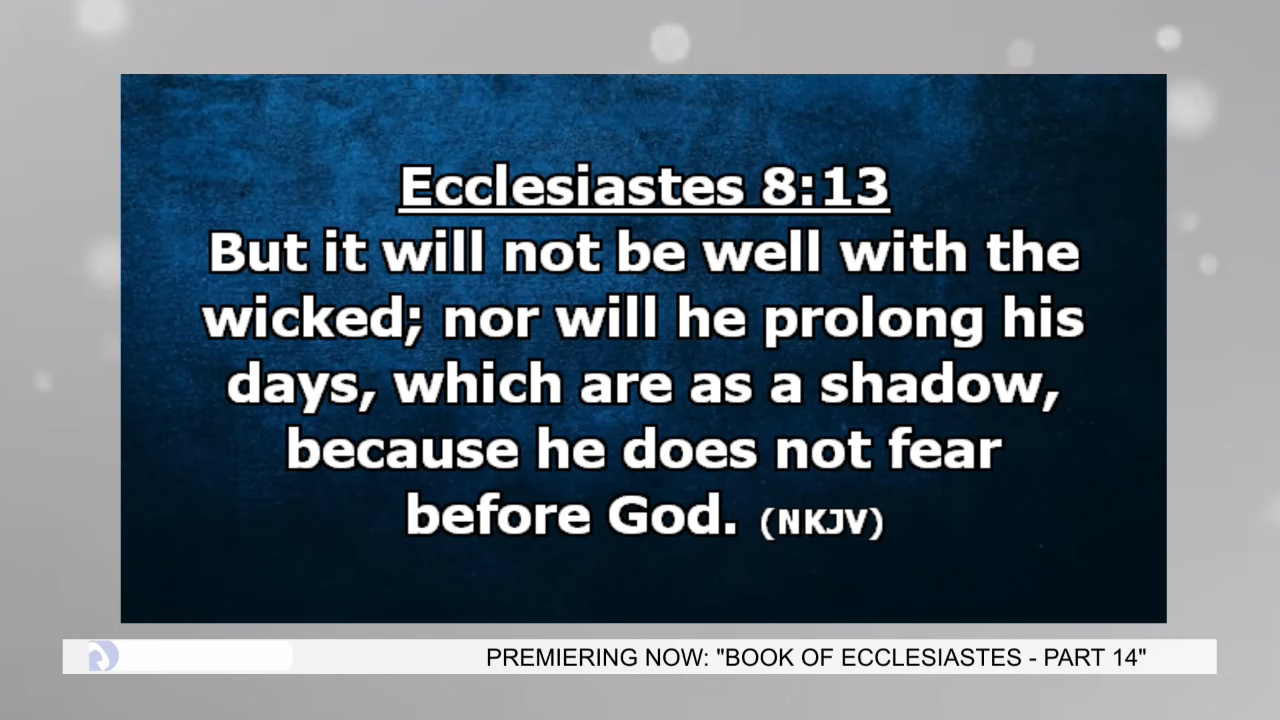 Ecclesiastes 8:13
But it will not be well with the
wicked; nor will he prolong his
days, which are as a shadow,
because he does not fear
before God. (NKJV)
PREMIERING NOW: "BOOK OF ECCLESIASTES - PART 14"